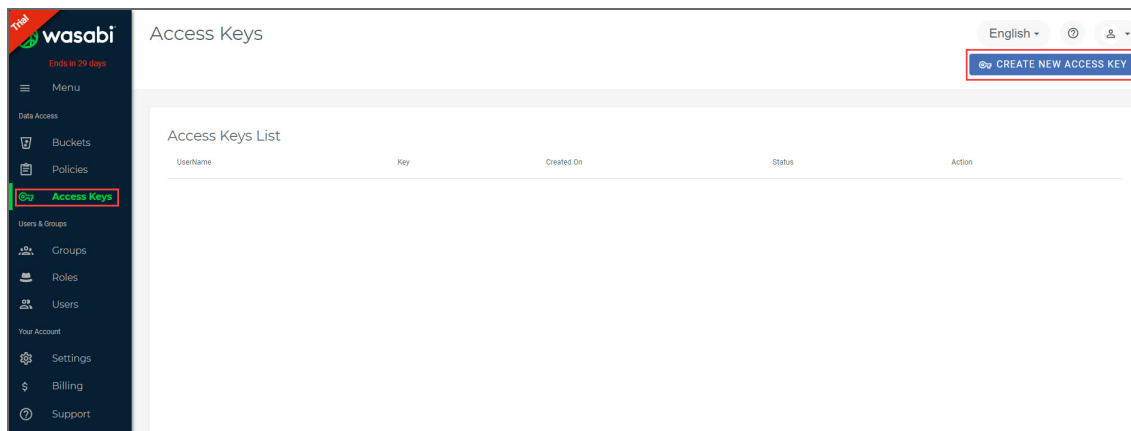 Trial
wasabi
Ends in 29 days
Menu
Data Access
Buckets
Policies
Access Keys
Users & Groups
Groups
Roles
Users
Your Account
Settings
Billing
Support
Access Keys
English
CREATE NEW ACCESS KEY
Access Keys List
UserName Key Created On Status Action